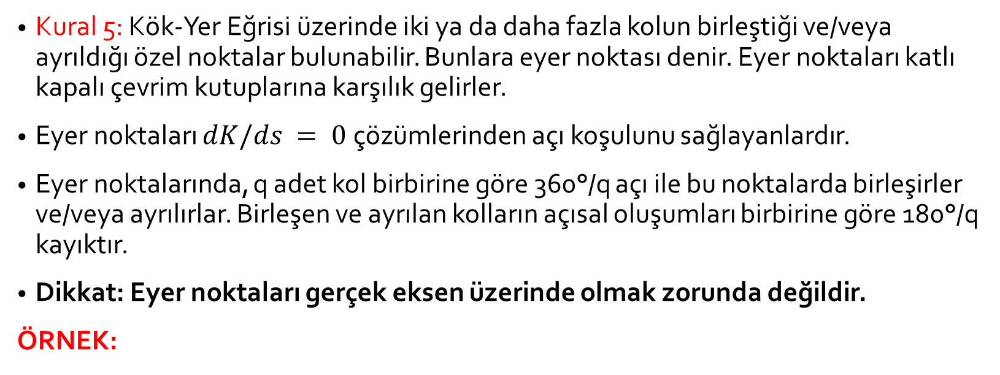 • Kural 5: Kök-Yer Eğrisi üzerinde iki ya da daha fazla kolun birleştiği ve/veya
ayrıldığı özel noktalar bulunabilir. Bunlara eyer noktası denir. Eyer noktaları katlı
kapalı çevrim kutuplarına karşılık gelirler.
• Eyer noktaları dK/ds = 0 çözümlerinden açı koşulunu sağlayanlardır.
• Eyer noktalarında, q adet kol birbirine göre 360°/q açı ile bu noktalarda birleşirler
ve/veya ayrılırlar. Birleşen ve ayrılan kolların açısal oluşumları birbirine göre 180°/q
kayıktır.
• Dikkat: Eyer noktaları gerçek eksen üzerinde olmak zorunda değildir.
ÖRNEK: